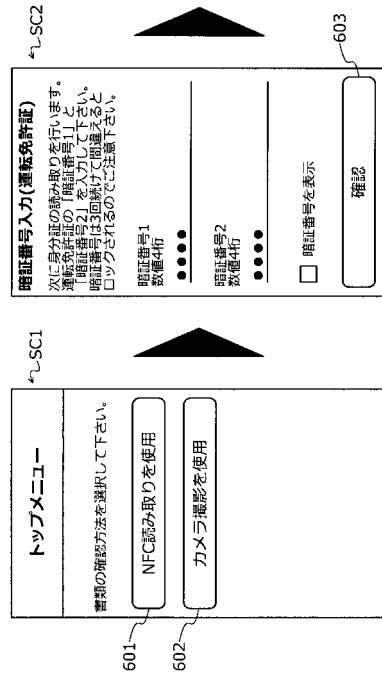 SC1
トップメニュー
書類の確認方法を選択して下さい。
601
NFC読み取りを使用
602
カメラ撮影を使用
SC2
暗証番号入力(運転免許証)
次に身分証の読み取りを行います。
運転免許証の「暗証番号1」と
「暗証番号2」を入力して下さい。
暗証番号は3回続けて間違えると
ロックされるのでご注意下さい。
暗証番号1
数値4桁
●●●●
暗証番号2
数値4桁
●●●●
暗証番号を表示
確認
603